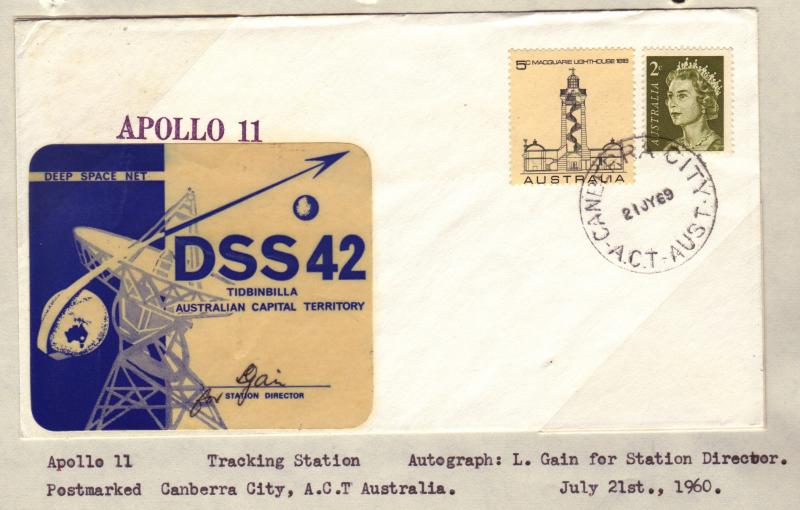 5c MACQUARIE LIGHTHOUSE 1818
AUSTRALIA
2c
AUSTRALIA
CANBERRA CITY
21JY69
-A.C.T-AUST.-
APOLLO 11
DEEP SPACE NET
DSS 42
TIDBINBILLA
AUSTRALIAN CAPITAL TERRITORY
LGain
for STATION DIRECTOR
Apollo 11 Tracking Station Autograph: L. Gain for Station Director.
Postmarked Canberra City, A.C.T Australia. July 21st., 1960.